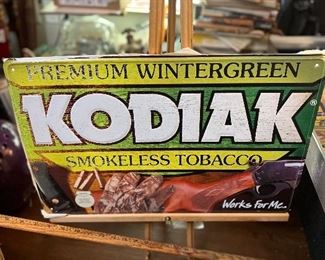 PREMIUM WINTERGREEN
KODIAK®
SMOKELESS TOBACCO
Works For Me.